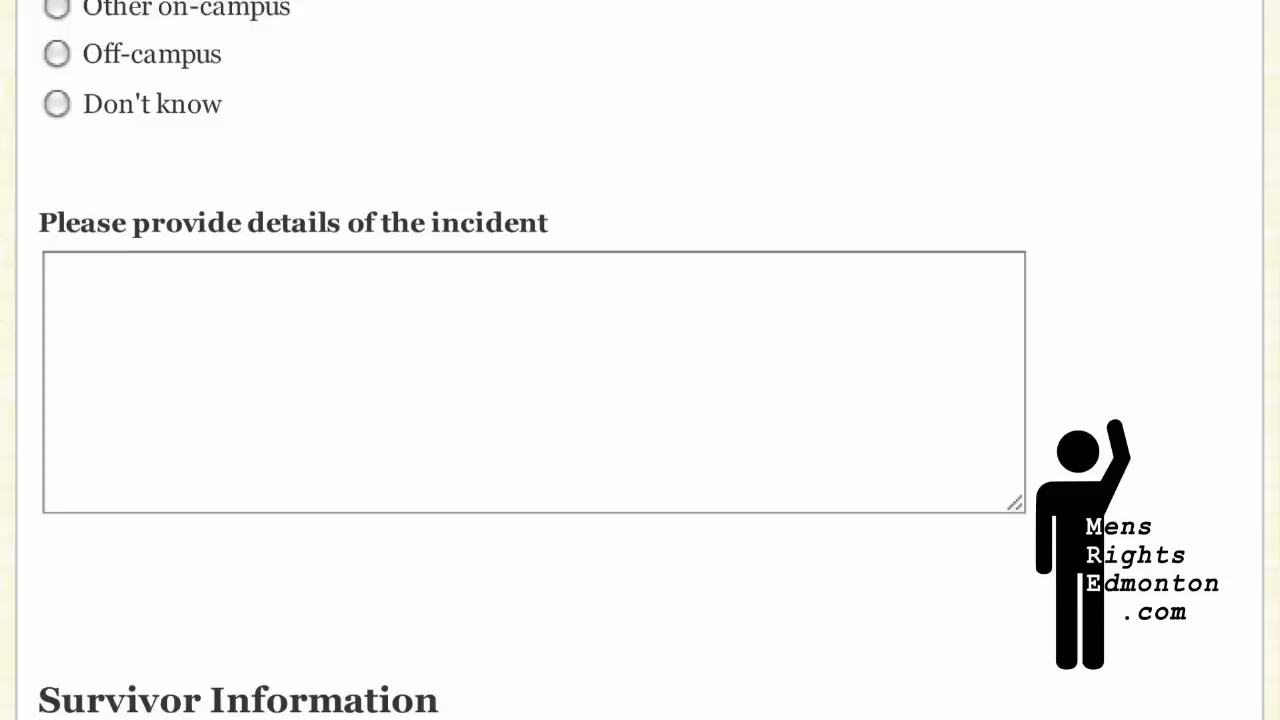 Other on-campus
Off-campus
Don't know
Please provide details of the incident
Mens
Rights
Edmonton
.com
Survivor Information